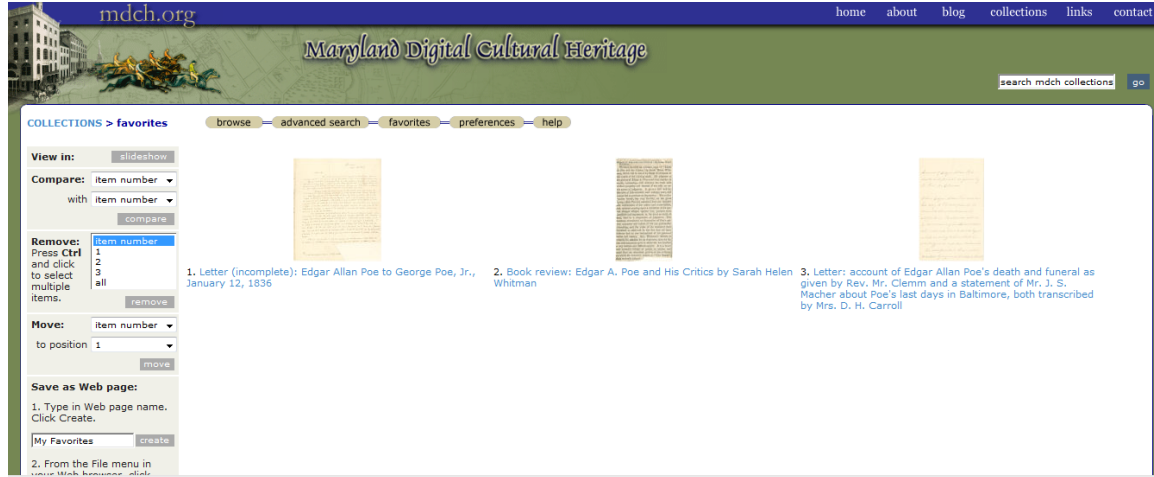 mdch.org
home about blog collections links contact
Maryland Digital Cultural Heritage
search mdch collections go
COLLECTIONS > favorites
browse advanced search favorites preferences help
View in: slideshow
Compare: item number
with item number
compare
Remove:
Press Ctrl
and click
to select
multiple
items.
item number
1
2
3
all
remove
Move: item number
to position 1
move
Save as Web page:
1. Type in Web page name.
Click Create.
My Favorites create
2. From the File menu in
your Web browser, click
1. Letter (incomplete): Edgar Allan Poe to George Poe, Jr.,
January 12, 1836
2. Book review: Edgar A. Poe and His Critics by Sarah Helen
Whitman
3. Letter: account of Edgar Allan Poe's death and funeral as
given by Rev. Mr. Clemm and a statement of Mr. J. S.
Macher about Poe's last days in Baltimore, both transcribed
by Mrs. D. H. Carroll